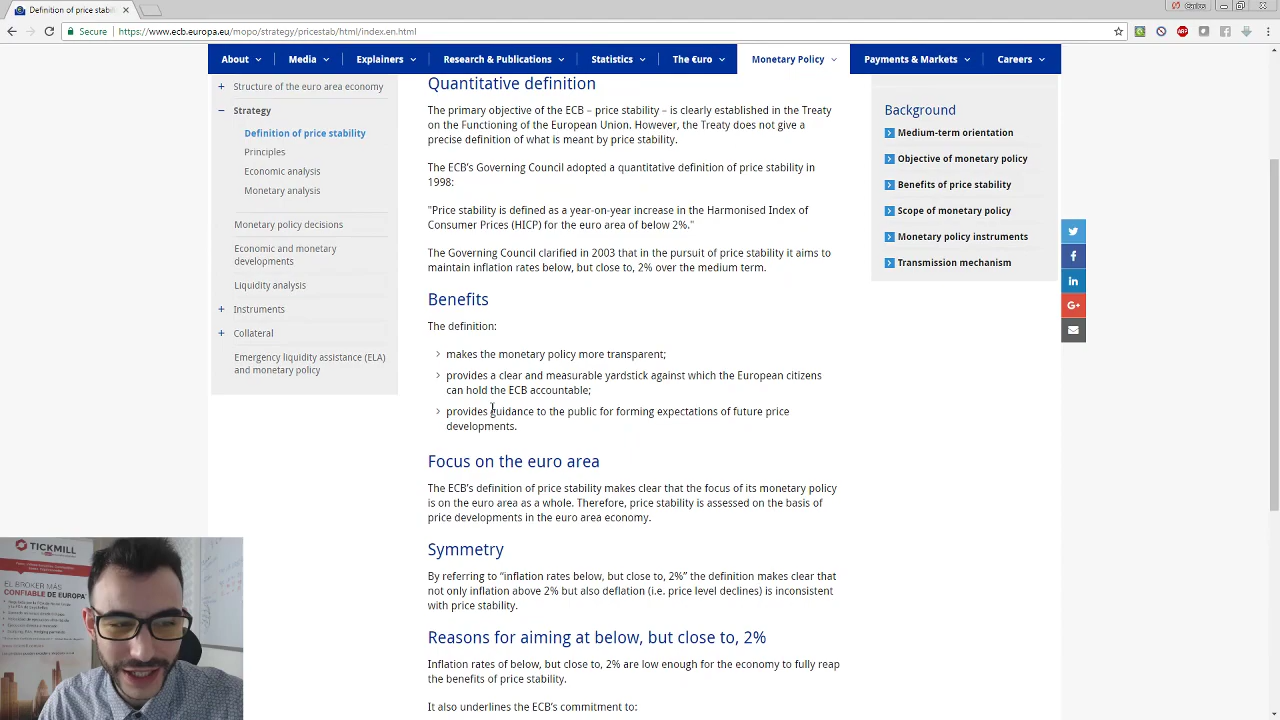 Definition of price stabil
Secure
https://www.ecb.europa.eu/mopo/strategy/pricestab/html/index.en.html
About
Media
Explainers
Research & Publications
Statistics
The €uro
Monetary Policy
Payments & Markets
Careers
+ Structure of the euro area economy
− Strategy
Definition of price stability
Principles
Economic analysis
Monetary analysis
Monetary policy decisions
Economic and monetary
developments
Liquidity analysis
+ Instruments
+ Collateral
Emergency liquidity assistance (ELA)
and monetary policy
Quantitative definition
The primary objective of the ECB – price stability – is clearly established in the Treaty
on the Functioning of the European Union. However, the Treaty does not give a
precise definition of what is meant by price stability.
The ECB's Governing Council adopted a quantitative definition of price stability in
1998:
"Price stability is defined as a year-on-year increase in the Harmonised Index of
Consumer Prices (HICP) for the euro area of below 2%."
The Governing Council clarified in 2003 that in the pursuit of price stability it aims to
maintain inflation rates below, but close to, 2% over the medium term.
Benefits
The definition:
makes the monetary policy more transparent;
provides a clear and measurable yardstick against which the European citizens
can hold the ECB accountable;
provides guidance to the public for forming expectations of future price
developments.
Focus on the euro area
The ECB's definition of price stability makes clear that the focus of its monetary policy
is on the euro area as a whole. Therefore, price stability is assessed on the basis of
price developments in the euro area economy.
Symmetry
By referring to "inflation rates below, but close to, 2%" the definition makes clear that
not only inflation above 2% but also deflation (i.e. price level declines) is inconsistent
with price stability.
Reasons for aiming at below, but close to, 2%
Inflation rates of below, but close to, 2% are low enough for the economy to fully reap
the benefits of price stability.
It also underlines the ECB's commitment to:
Background
Medium-term orientation
Objective of monetary policy
Benefits of price stability
Scope of monetary policy
Monetary policy instruments
Transmission mechanism
TICKMILL
EL BROKER MÁS
CONFIABLE DE EUROPA